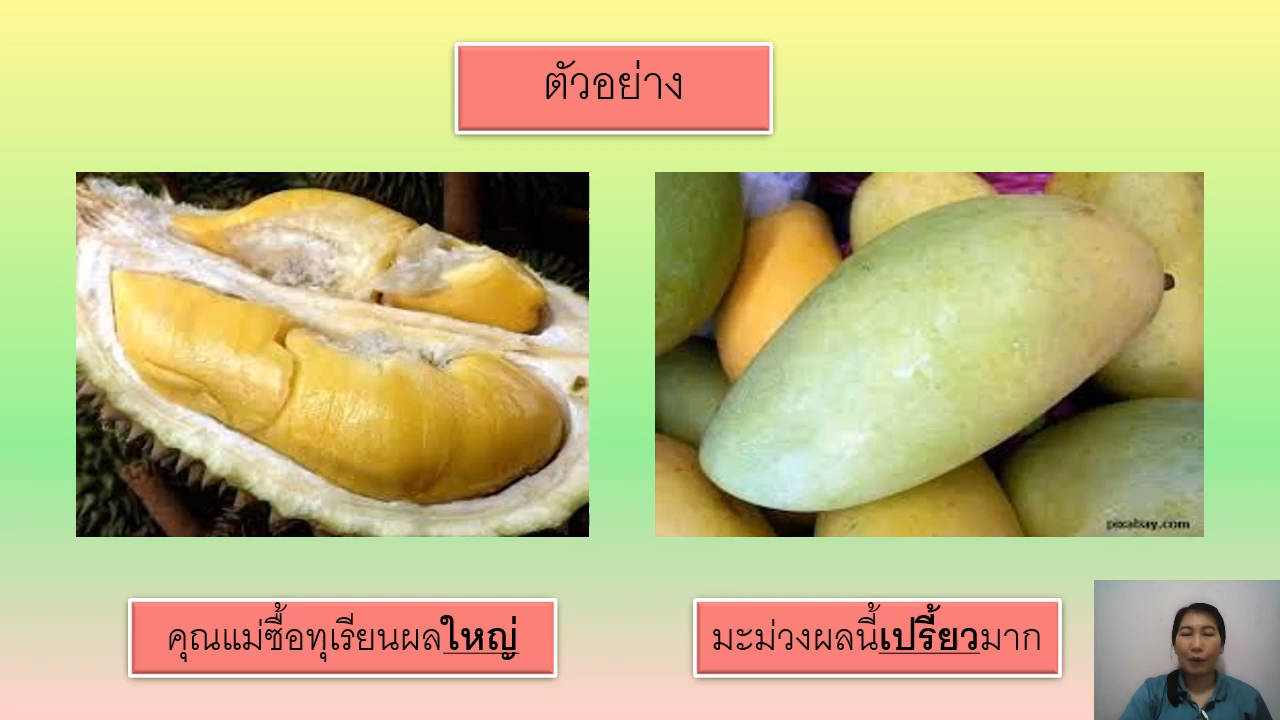 ตัวอย่าง
pixabay.com
คุณแม่ซื้อทุเรียนผลใหญ่
มะม่วงผลนี้เปรี้ยวมาก